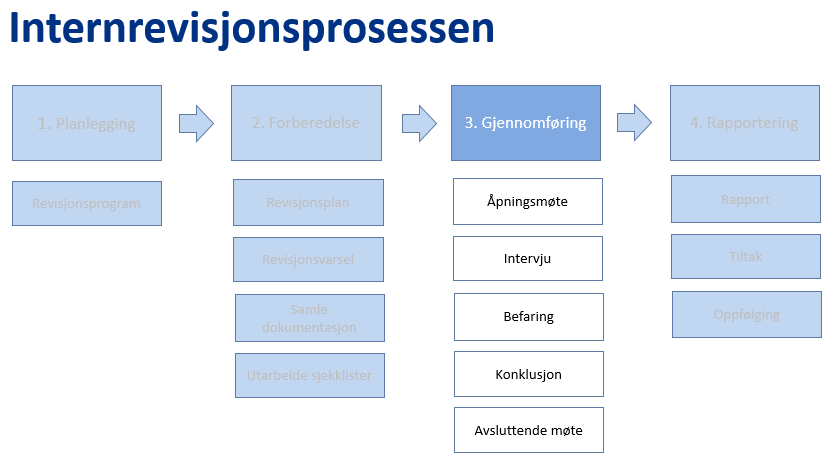 Internrevisjonsprosessen
1. Planlegging
2. Forberedelse
3. Gjennomføring
4. Rapportering
Revisjonsprogram
Revisjonsplan
Revisjonsvarsel
Samle
dokumentasjon
Utarbeide sjekklister
Åpningsmøte
Intervju
Befaring
Konklusjon
Avsluttende møte
Rapport
Tiltak
Oppfølging